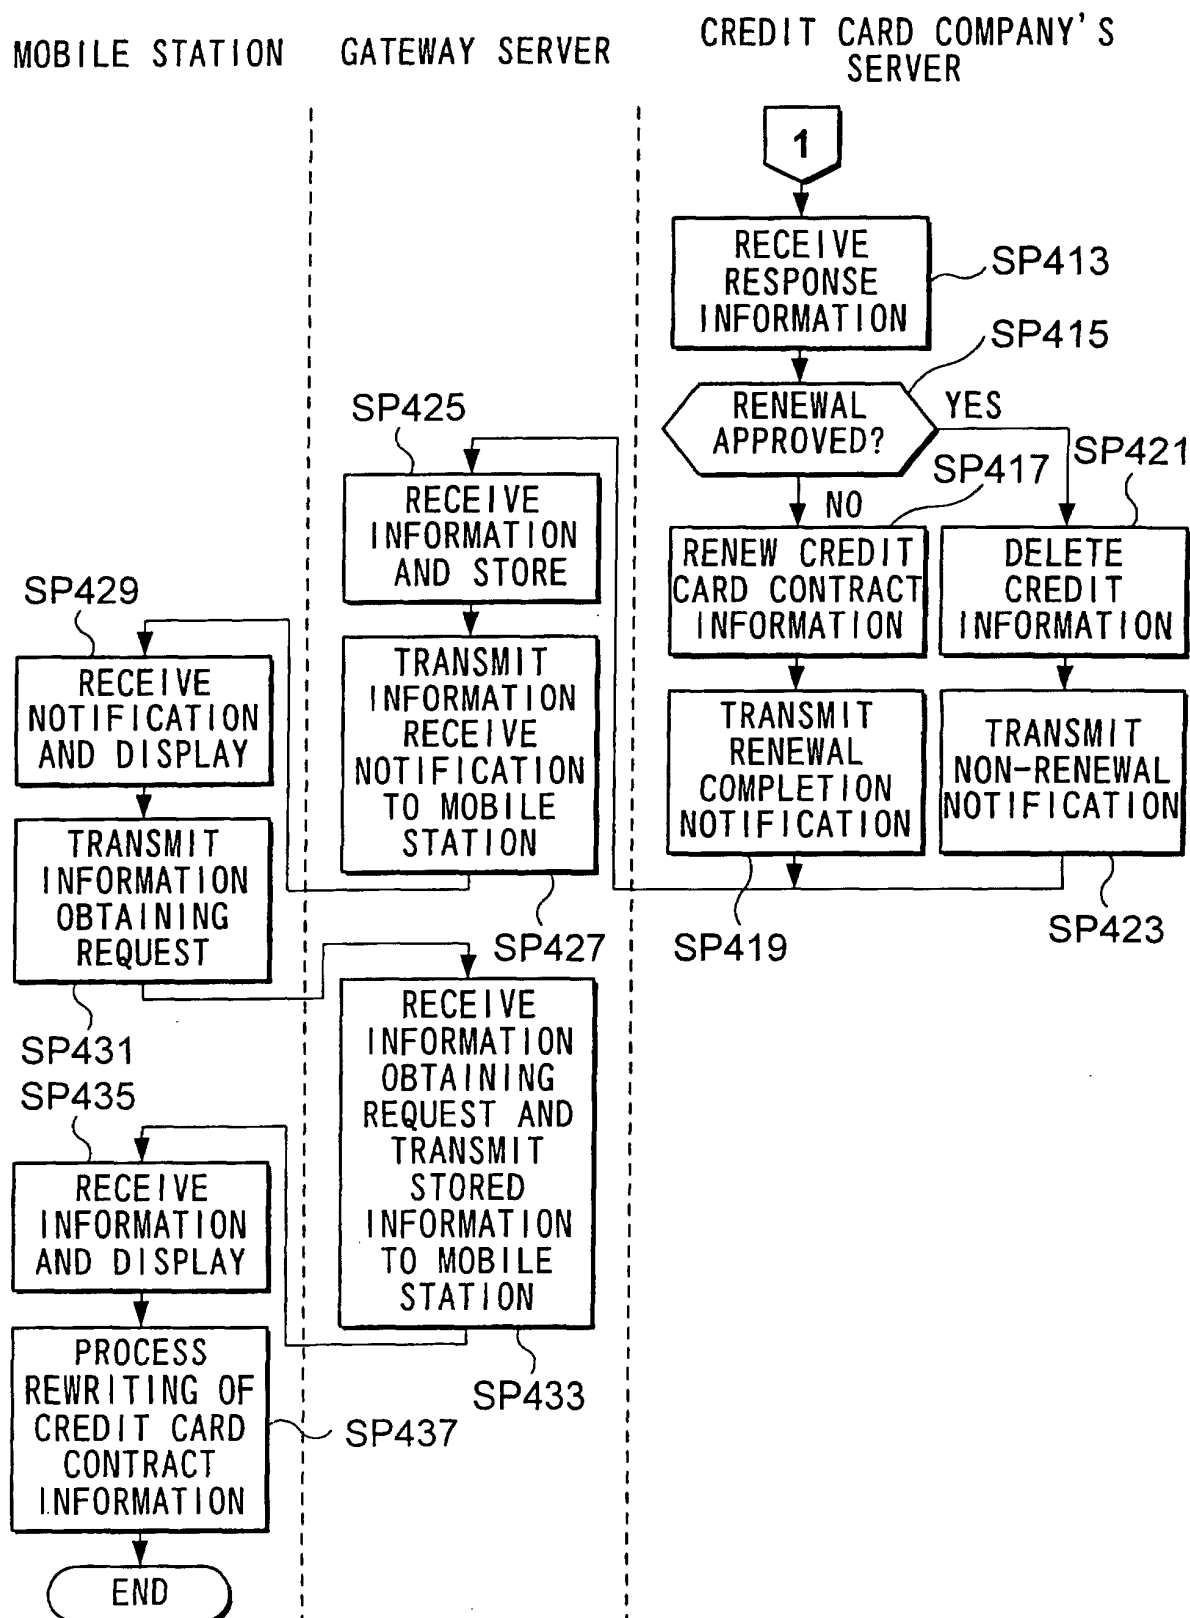 MOBILE STATION
GATEWAY SERVER
CREDIT CARD COMPANY'S
SERVER
1
RECEIVE
RESPONSE
INFORMATION
SP413
SP415
RENEWAL
APPROVED?
YES
NO
SP417
SP421
RENEW CREDIT
CARD CONTRACT
INFORMATION
DELETE
CREDIT
INFORMATION
TRANSMIT
RENEWAL
COMPLETION
NOTIFICATION
TRANSMIT
NON-RENEWAL
NOTIFICATION
SP419
SP423
SP425
RECEIVE
INFORMATION
AND STORE
TRANSMIT
INFORMATION
RECEIVE
NOTIFICATION
TO MOBILE
STATION
SP427
SP429
RECEIVE
NOTIFICATION
AND DISPLAY
TRANSMIT
INFORMATION
OBTAINING
REQUEST
SP431
RECEIVE
INFORMATION
OBTAINING
REQUEST AND
TRANSMIT
STORED
INFORMATION
TO MOBILE
STATION
SP433
SP435
RECEIVE
INFORMATION
AND DISPLAY
PROCESS
REWRITING OF
CREDIT CARD
CONTRACT
INFORMATION
SP437
END